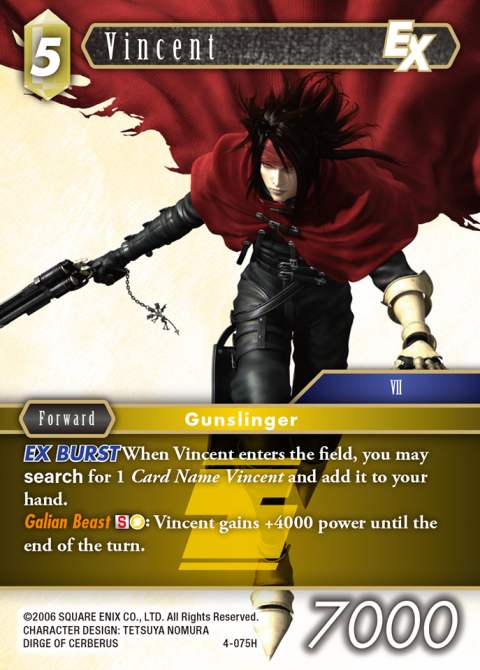 5
Vincent
EX
VII
Forward
Gunslinger
EX BURST When Vincent enters the field, you may
search for 1 Card Name Vincent and add it to your
hand.
Galian Beast S : Vincent gains +4000 power until the
end of the turn.
©2006 SQUARE ENIX CO., LTD. All Rights Reserved.
CHARACTER DESIGN: TETSUYA NOMURA
DIRGE OF CERBERUS 4-075H
7000